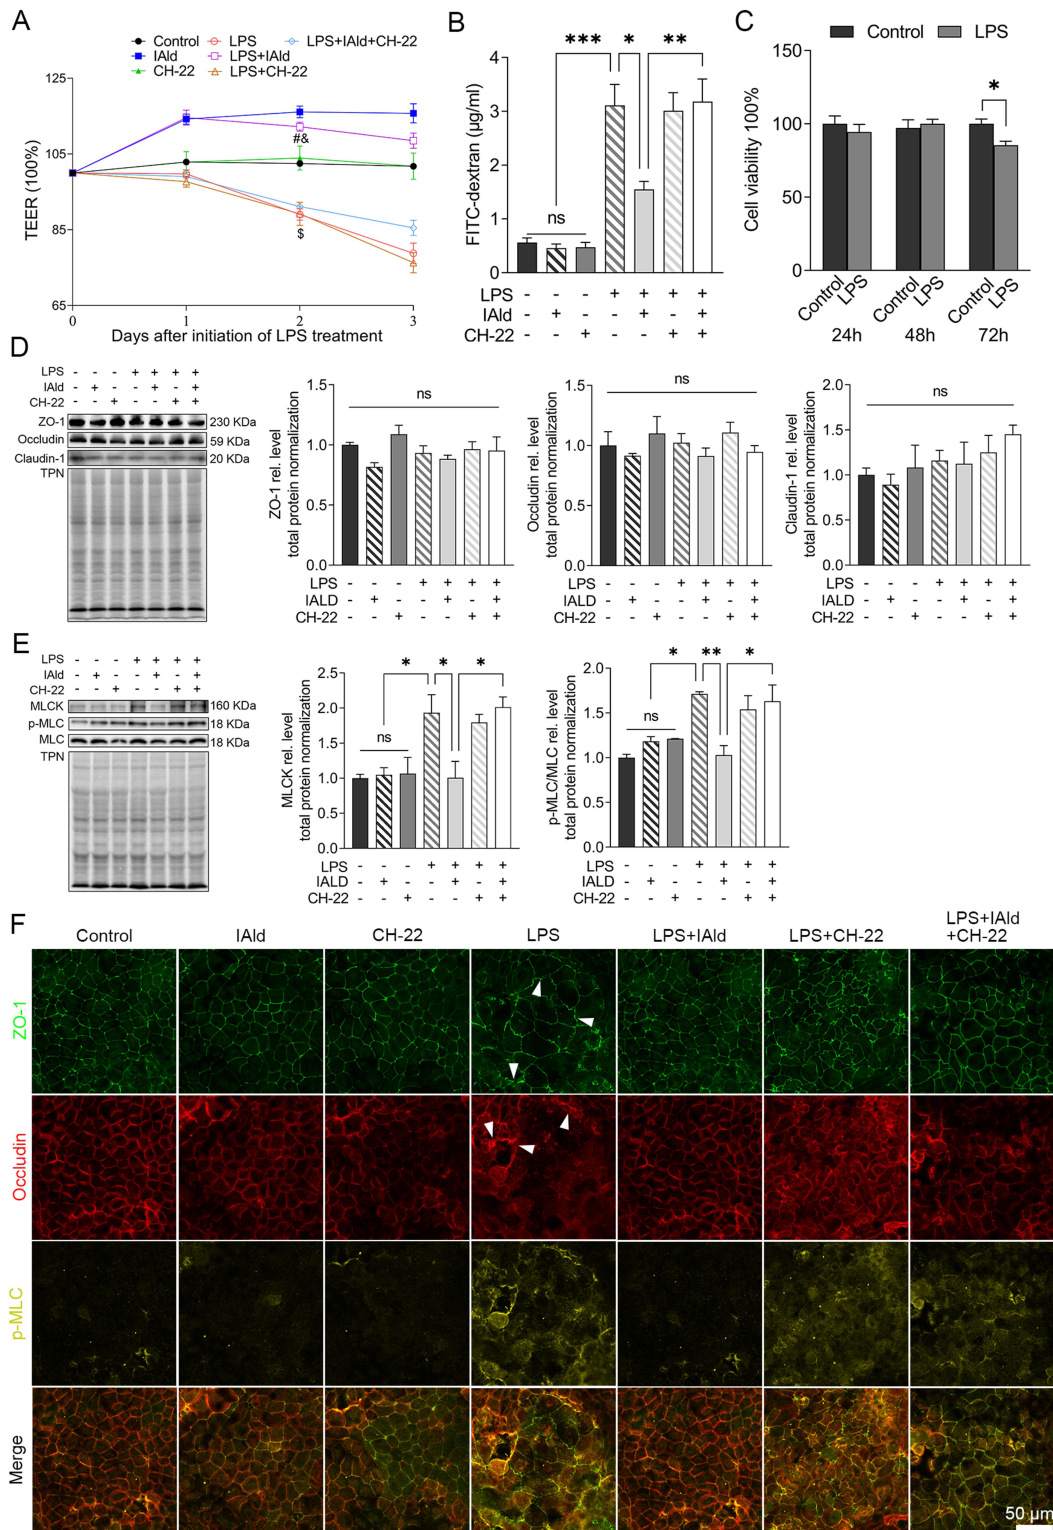 A
Control
LPS
LPS+IAld+CH-22
IAld
LPS+IAld
CH-22
LPS+CH-22
TEER (100%)
125
105
85
65
#&
$
0
1
2
3
Days after initiation of LPS treatment
B
FITC-dextran (µg/ml)
4
3
2
1
0
ns
***
*
**
LPS - - - + + + +
IAld - + - - + - +
CH-22 - - + - - + +
C
Control
LPS
Cell viability 100%
150
100
50
0
*
Control
LPS
Control
LPS
Control
LPS
24h
48h
72h
D
LPS - - - + + + +
IAld - + - - + - +
CH-22 - - + - - + +
ZO-1
230 KDa
Occludin
59 KDa
Claudin-1
20 KDa
TPN
ZO-1 rel. level
total protein normalization
1.5
1.0
0.5
0.0
ns
LPS - - - + + + +
IALD - + - - + - +
CH-22 - - + - - + +
Occludin rel. level
total protein normalization
1.5
1.0
0.5
0.0
ns
LPS - - - + + + +
IALD - + - - + - +
CH-22 - - + - - + +
Claudin-1 rel. level
total protein normalization
2.0
1.5
1.0
0.5
0.0
ns
LPS - - - + + + +
IALD - + - - + - +
CH-22 - - + - - + +
E
LPS - - - + + + +
IAld - + - - + - +
CH-22 - - + - - + +
MLCK
160 KDa
p-MLC
18 KDa
MLC
18 KDa
TPN
MLCK rel. level
total protein normalization
2.5
2.0
1.5
1.0
0.5
0.0
ns
*
*
*
LPS - - - + + + +
IALD - + - - + - +
CH-22 - - + - - + +
p-MLC/MLC rel. level
total protein normalization
2.0
1.5
1.0
0.5
0.0
ns
*
**
*
LPS - - - + + + +
IALD - + - - + - +
CH-22 - - + - - + +
F
Control
IAld
CH-22
LPS
LPS+IAld
LPS+CH-22
LPS+IAld
+CH-22
ZO-1
Occludin
p-MLC
Merge
50 µm